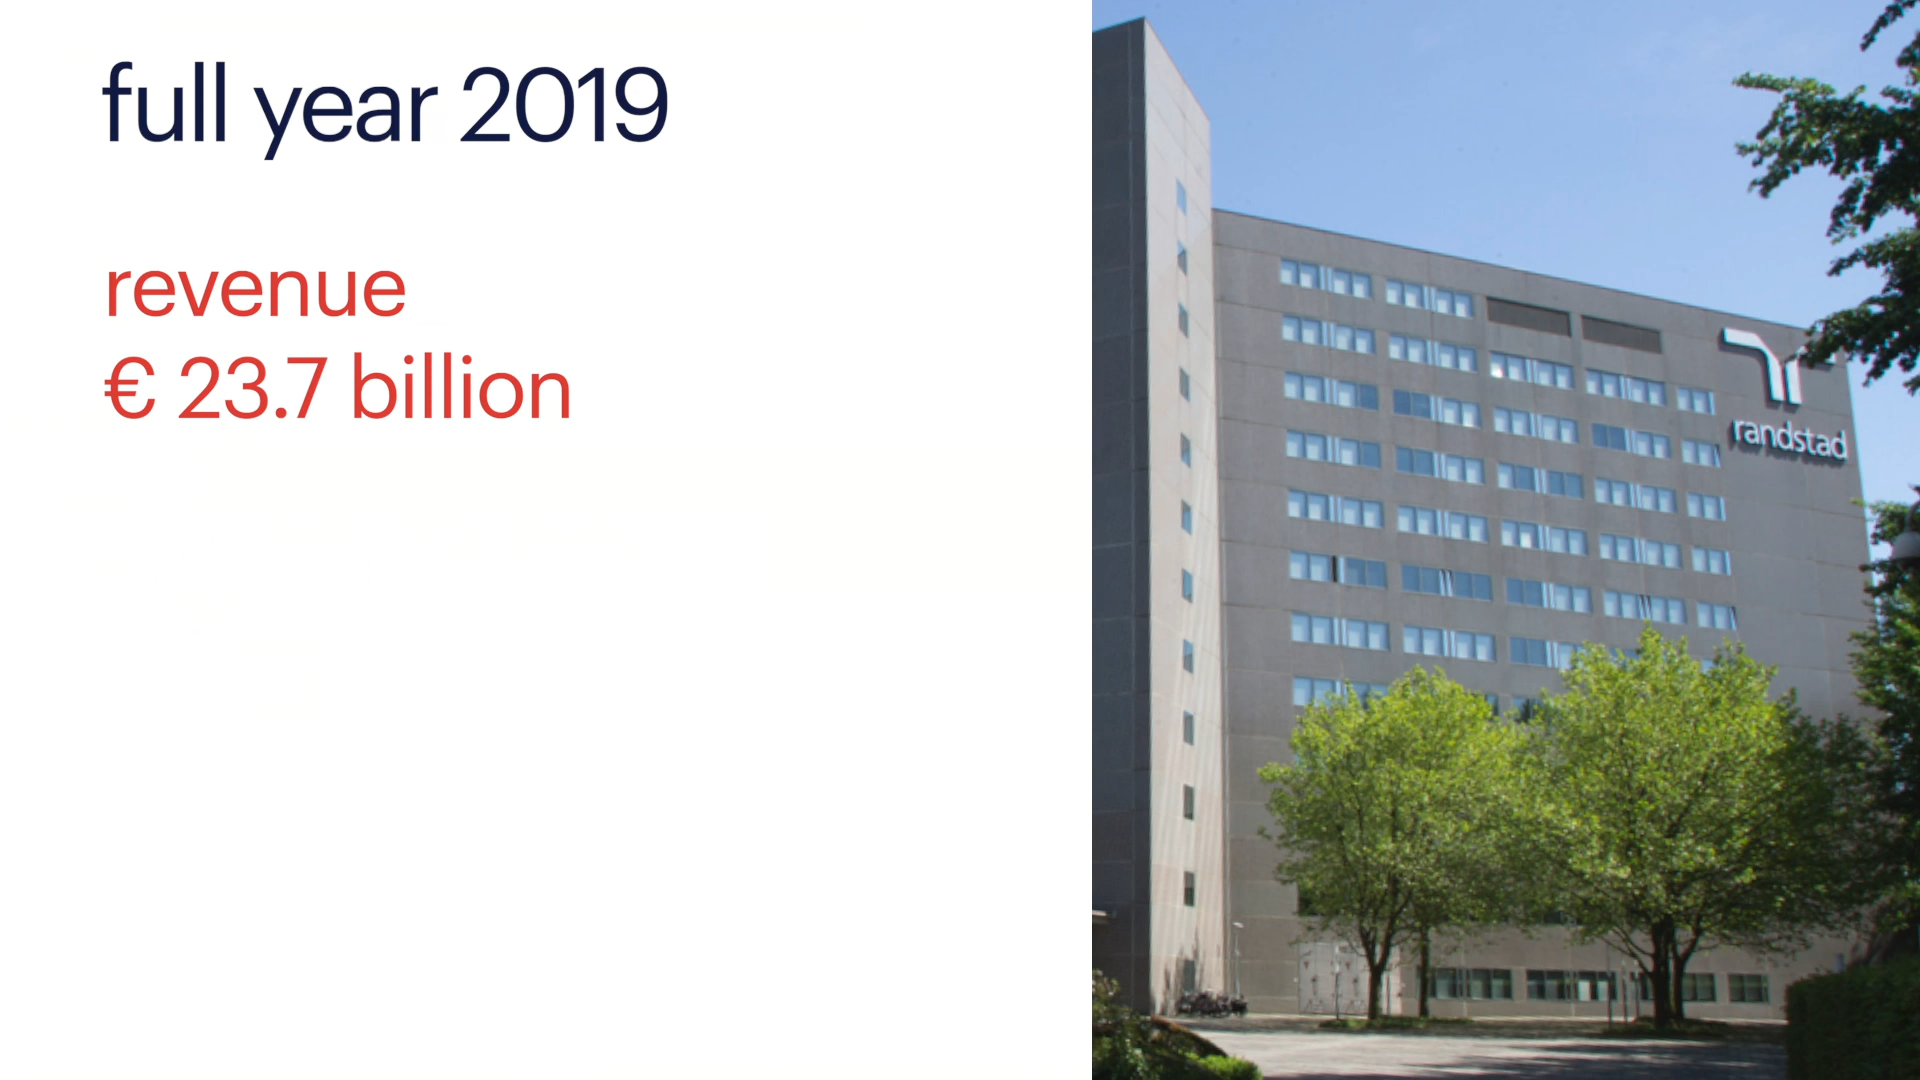 full year 2019
revenue
€ 23.7 billion
randstad